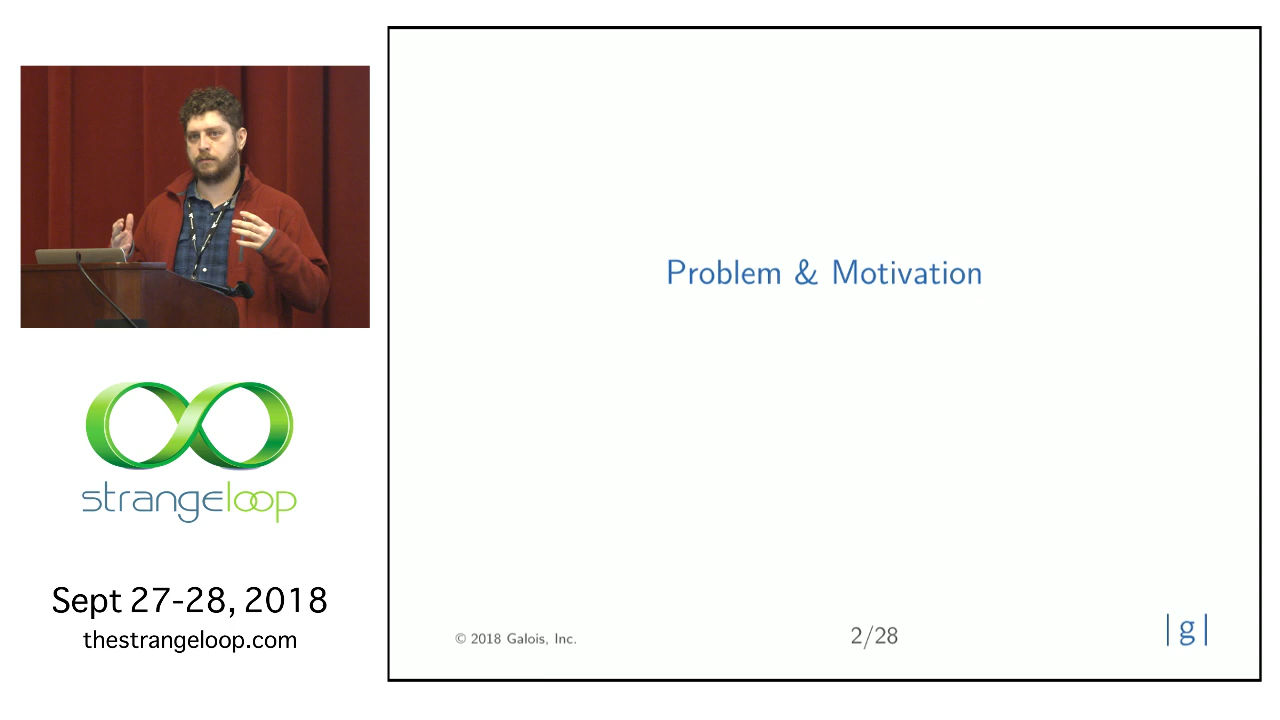 strangeloop
Sept 27-28, 2018
thestrangeloop.com
Problem & Motivation
© 2018 Galois, Inc.
2/28
|g|